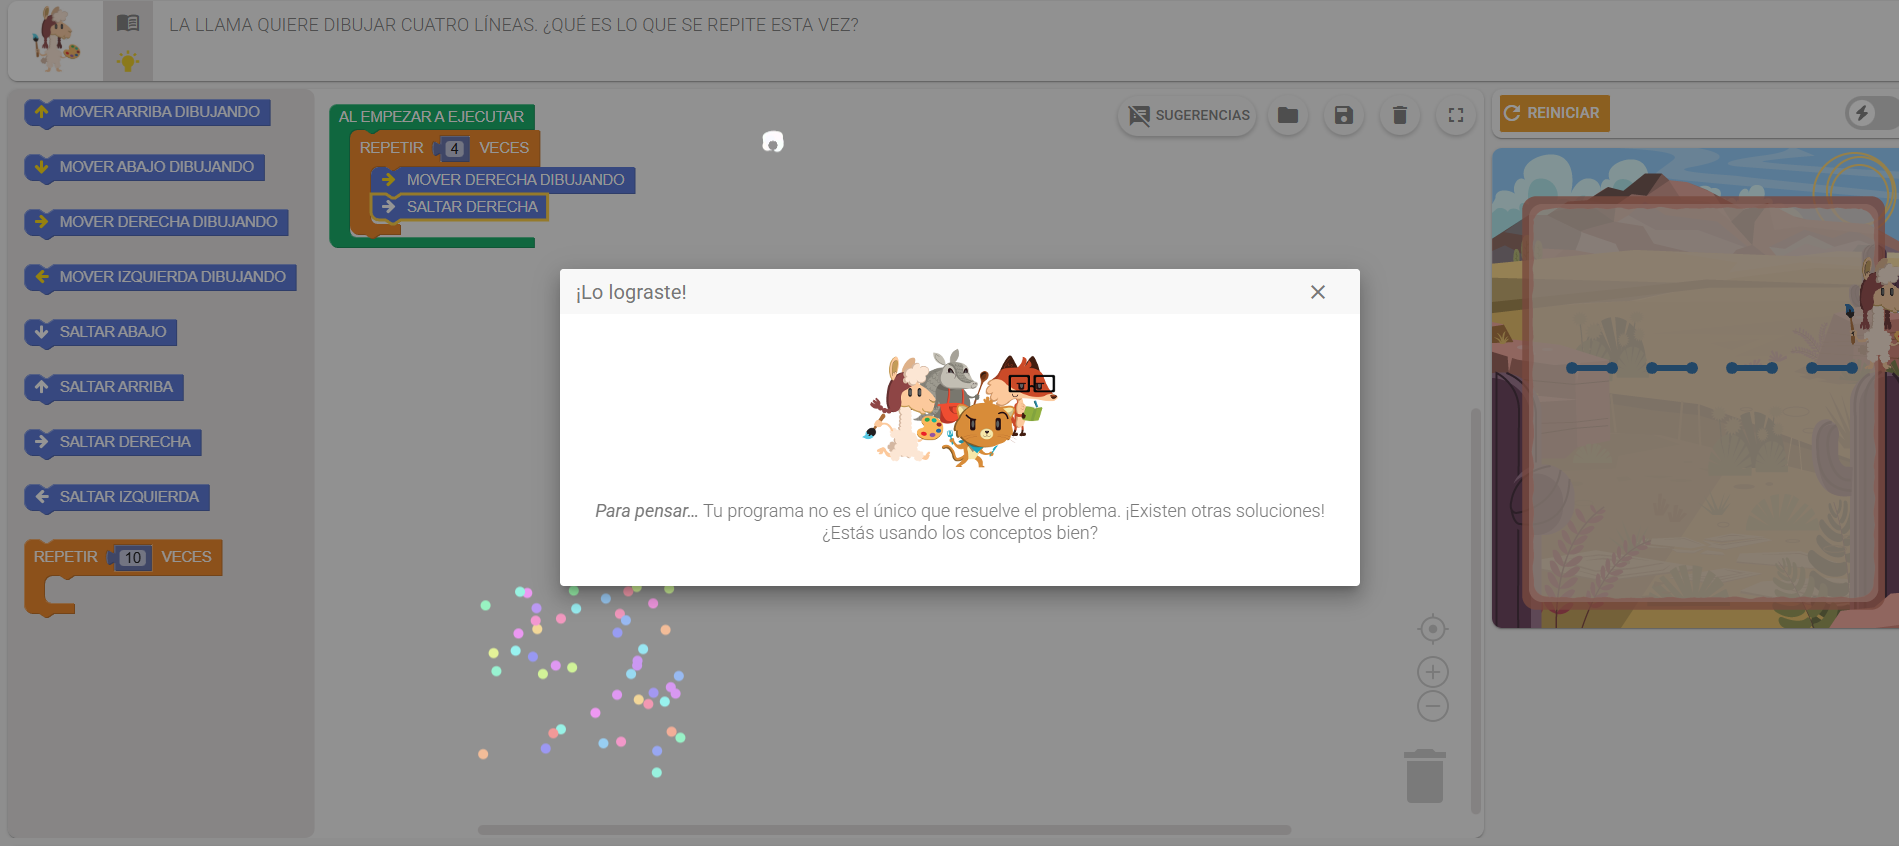 LA LLAMA QUIERE DIBUJAR CUATRO LÍNEAS. ¿QUÉ ES LO QUE SE REPITE ESTA VEZ?
MOVER ARRIBA DIBUJANDO
MOVER ABAJO DIBUJANDO
MOVER DERECHA DIBUJANDO
MOVER IZQUIERDA DIBUJANDO
SALTAR ABAJO
SALTAR ARRIBA
SALTAR DERECHA
SALTAR IZQUIERDA
REPETIR 10 VECES
AL EMPEZAR A EJECUTAR
REPETIR 4 VECES
MOVER DERECHA DIBUJANDO
SALTAR DERECHA
SUGERENCIAS
REINICIAR
¡Lo lograste!
Para pensar... Tu programa no es el único que resuelve el problema. ¡Existen otras soluciones!
¿Estás usando los conceptos bien?